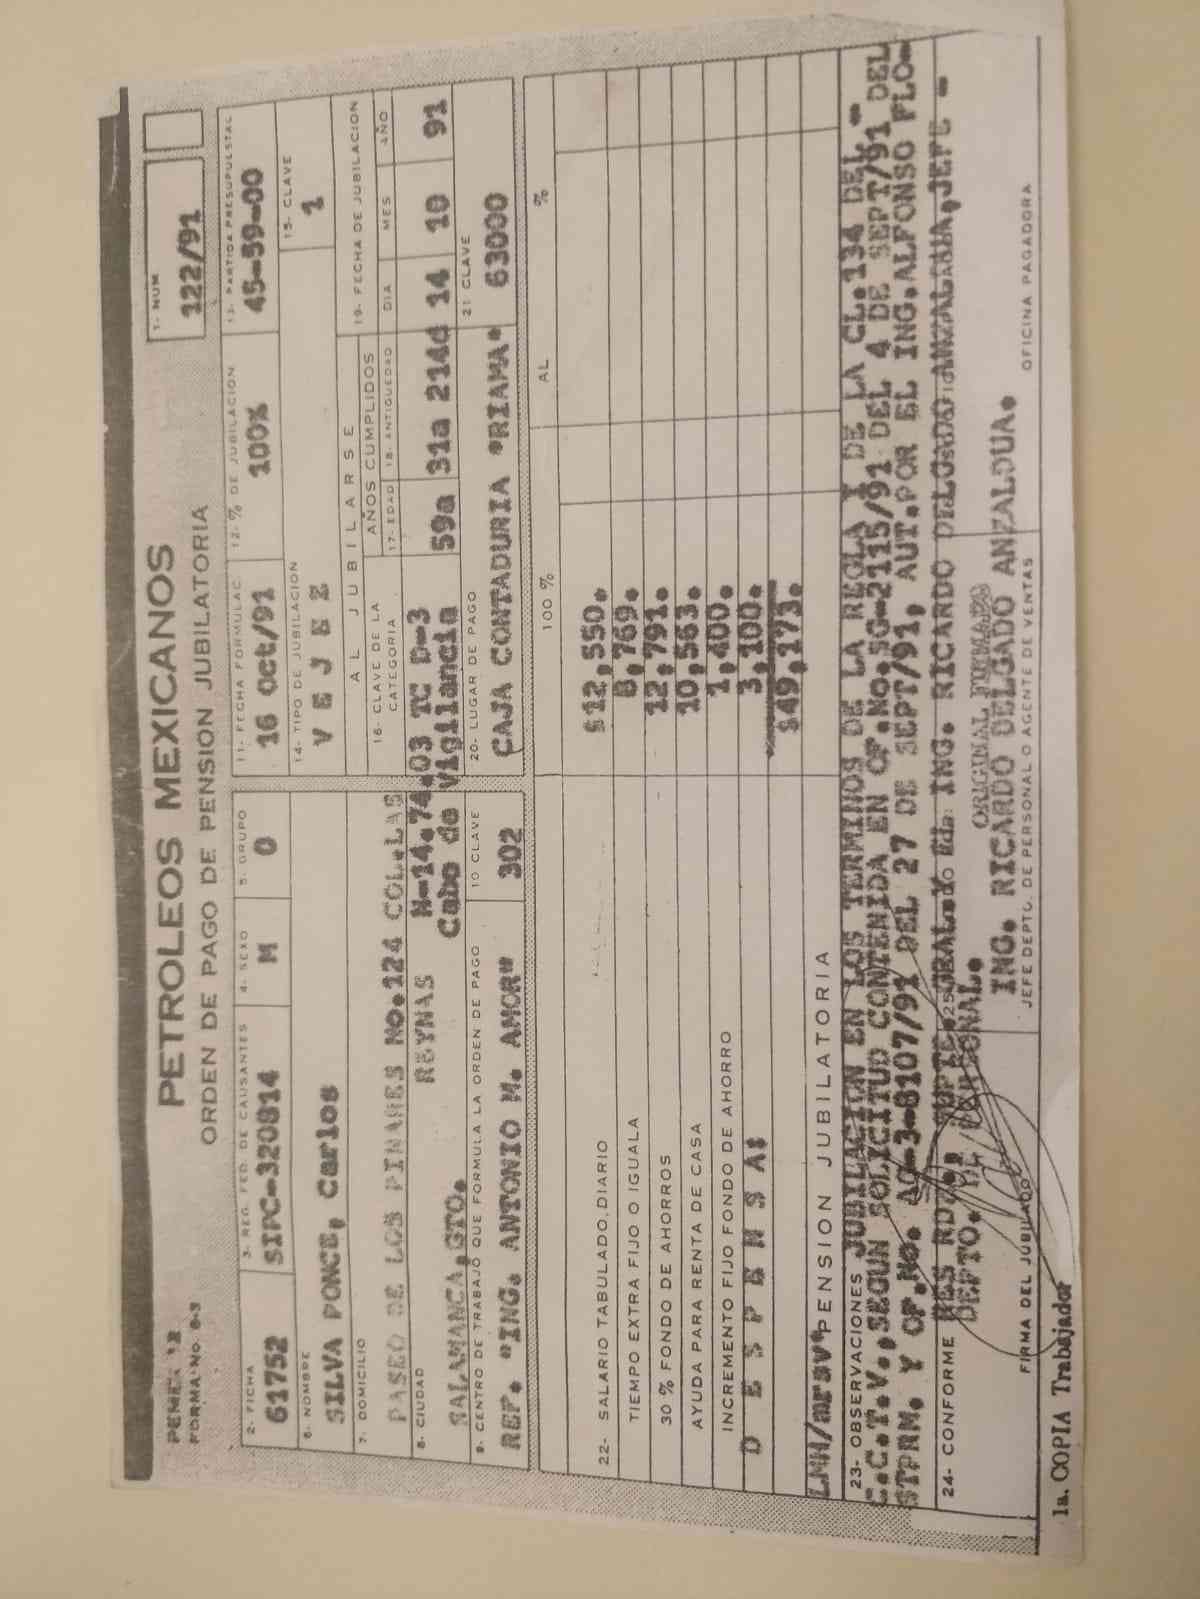 PEMEX
FORMA No. 6-3
PETROLEOS MEXICANOS
ORDEN DE PAGO DE PENSION JUBILATORIA
1- NUM
122/91
2- FICHA
61752
3- REG. FED. DE CAUSANTES
SIPC-320814
4- SEXO
M
5- GRUPO
O
6- NOMBRE
SILVA PONCE, Carlos
7- DOMICILIO
PASEO DE LOS PINARES No.124 COL.LAS
REYNAS
8- CIUDAD
SALAMANCA,GTO.
9- CENTRO DE TRABAJO QUE FORMULA LA ORDEN DE PAGO
REF. "ING. ANTONIO M. AMOR"
10 CLAVE
302
11- FECHA FORMULAC.
16 oct/91
12- % DE JUBILACION
100%
13- PARTIDA PRESUPUESTAL
45-59-00
14- TIPO DE JUBILACION
V E J E Z
15- CLAVE
1
AL JUBILARSE
16- CLAVE DE LA
CATEGORIA
AÑOS CUMPLIDOS
17- EDAD
18- ANTIGUEDAD
19- FECHA DE JUBILACION
DIA MES AÑO
14.74.03 TC D-3
Cabo de Vigilancia
59a 31a 214d 14 10 91
20- LUGAR DE PAGO
CAJA CONTADURIA "RIAMA"
21 CLAVE
63000
100 % AL %
22- SALARIO TABULADO, DIARIO $12,550.
TIEMPO EXTRA FIJO O IGUALA 8,769.
30 % FONDO DE AHORROS 12,791.
AYUDA PARA RENTA DE CASA 10,563.
INCREMENTO FIJO FONDO DE AHORRO 1,400.
D E S P E N S A: 3,100.
$49,173.
LMH/mrsv* PENSION JUBILATORIA
23- OBSERVACIONES JUBILACION EN LOS TERMINOS DE LA REGLA I DE LA CL.134 DEL -
C.C.T.V.,SEGUN SOLICITUD CONTENIDA EN OF.No.SG-2115/91 DEL 4 DE SEPT/91 DEL
STPRM. Y OF.NO. AG-3-8107/91 DEL 27 DE SEPT/91, AUT.POR EL ING.ALFONSO FLO-
24- CONFORME ING. RICARDO DELGADO ANZALDUA,JEFE -
DEPTO. DE PERSONAL.
ORIGINAL FIRMADO
ING. RICARDO DELGADO ANZALDUA.
FIRMA DEL JUBILADO
JEFE DEPTO. DE PERSONAL O AGENTE DE VENTAS
OFICINA PAGADORA
1a. COPIA Trabajador